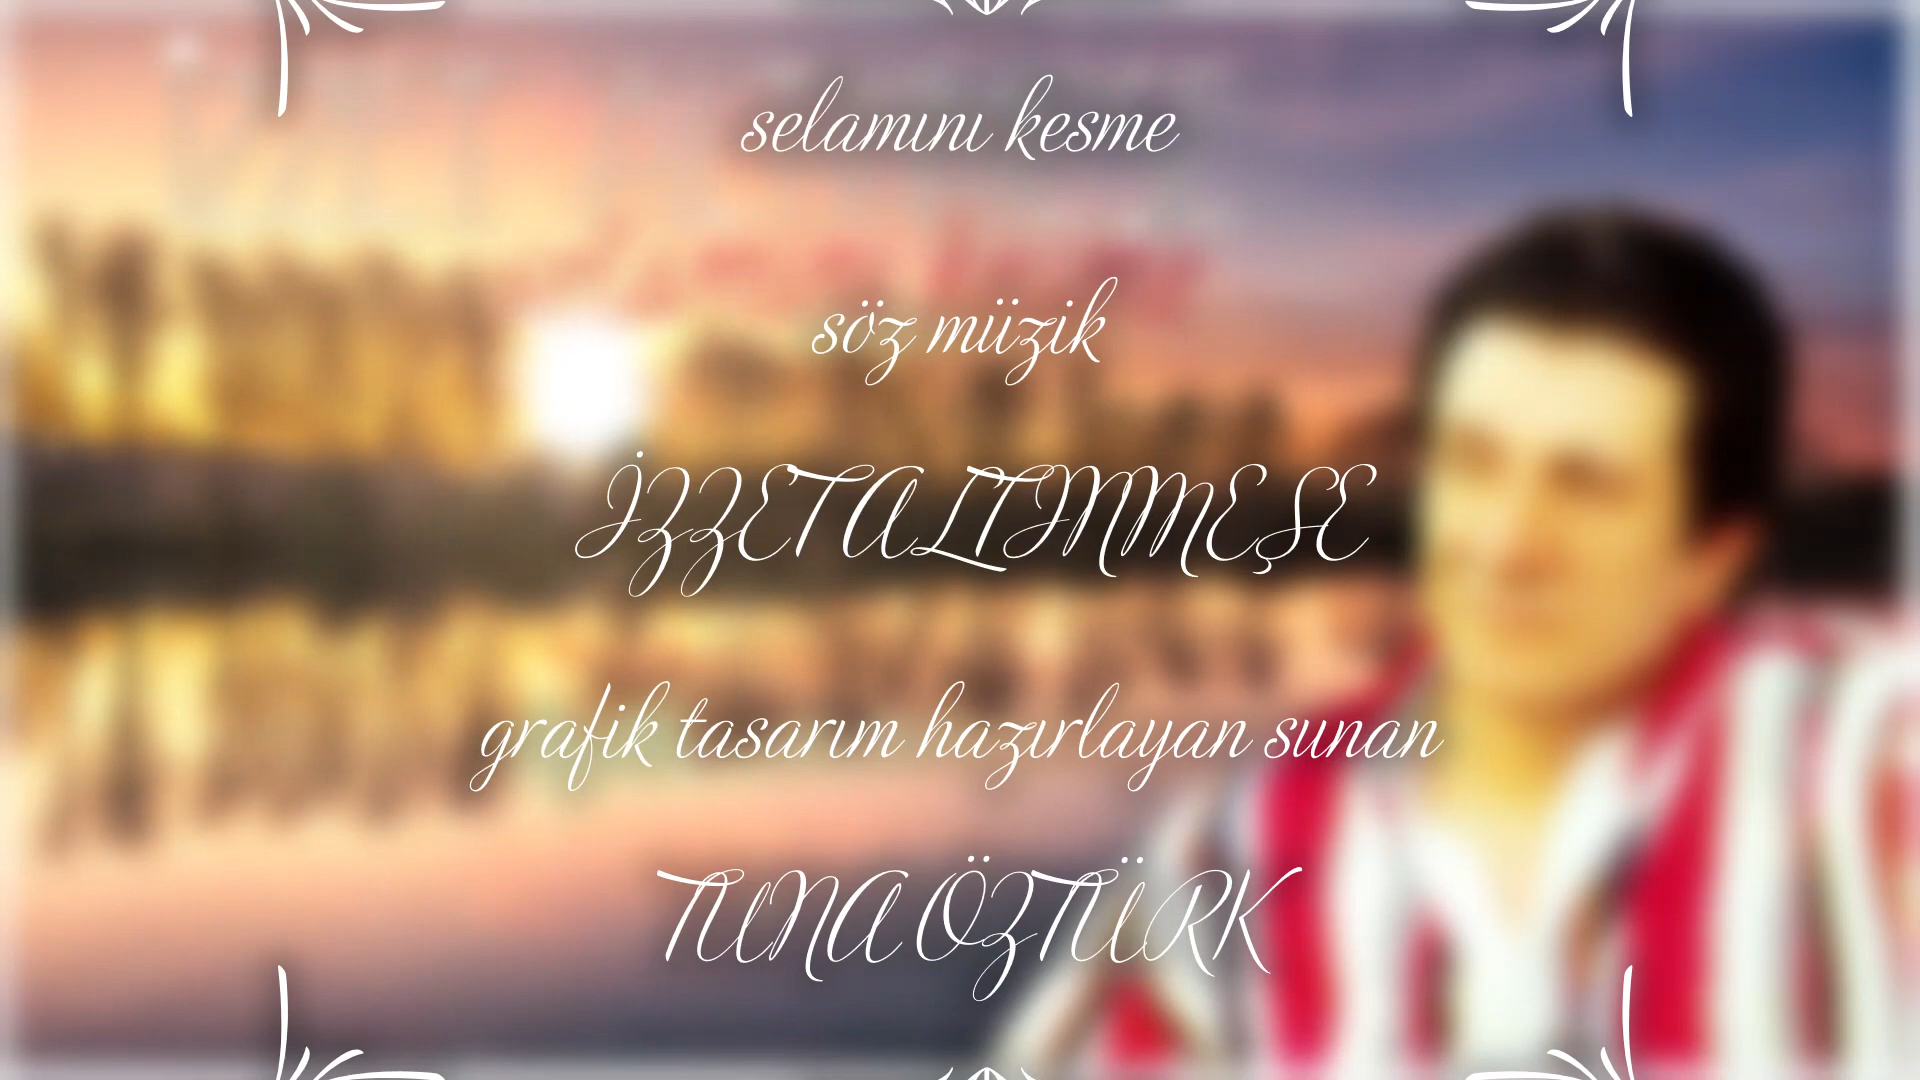 selamını kesme
söz müzik
İZZET ALTINMEŞE
grafik tasarım hazırlayan sunan
TUNA ÖZTÜRK